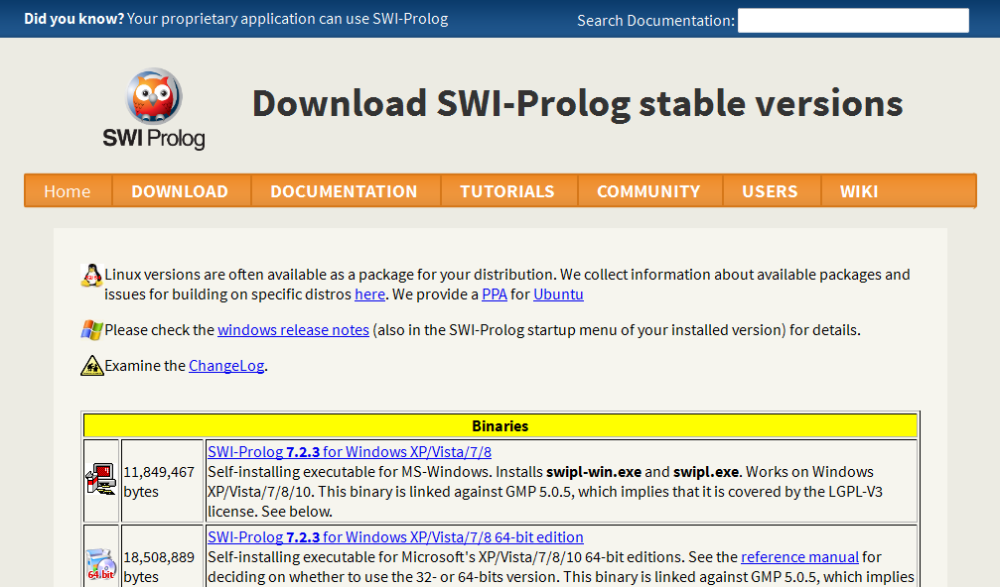 Did you know? Your proprietary application can use SWI-Prolog
Search Documentation:
SWI Prolog
Download SWI-Prolog stable versions
Home DOWNLOAD DOCUMENTATION TUTORIALS COMMUNITY USERS WIKI
Linux versions are often available as a package for your distribution. We collect information about available packages and
issues for building on specific distros here. We provide a PPA for Ubuntu
Please check the windows release notes (also in the SWI-Prolog startup menu of your installed version) for details.
Examine the ChangeLog.
Binaries
11,849,467
bytes
SWI-Prolog 7.2.3 for Windows XP/Vista/7/8
Self-installing executable for MS-Windows. Installs swipl-win.exe and swipl.exe. Works on Windows
XP/Vista/7/8/10. This binary is linked against GMP 5.0.5, which implies that it is covered by the LGPL-V3
license. See below.
64.bit
18,508,889
bytes
SWI-Prolog 7.2.3 for Windows XP/Vista/7/8 64-bit edition
Self-installing executable for Microsoft's XP/Vista/7/8/10 64-bit editions. See the reference manual for
deciding on whether to use the 32- or 64-bits version. This binary is linked against GMP 5.0.5, which implies